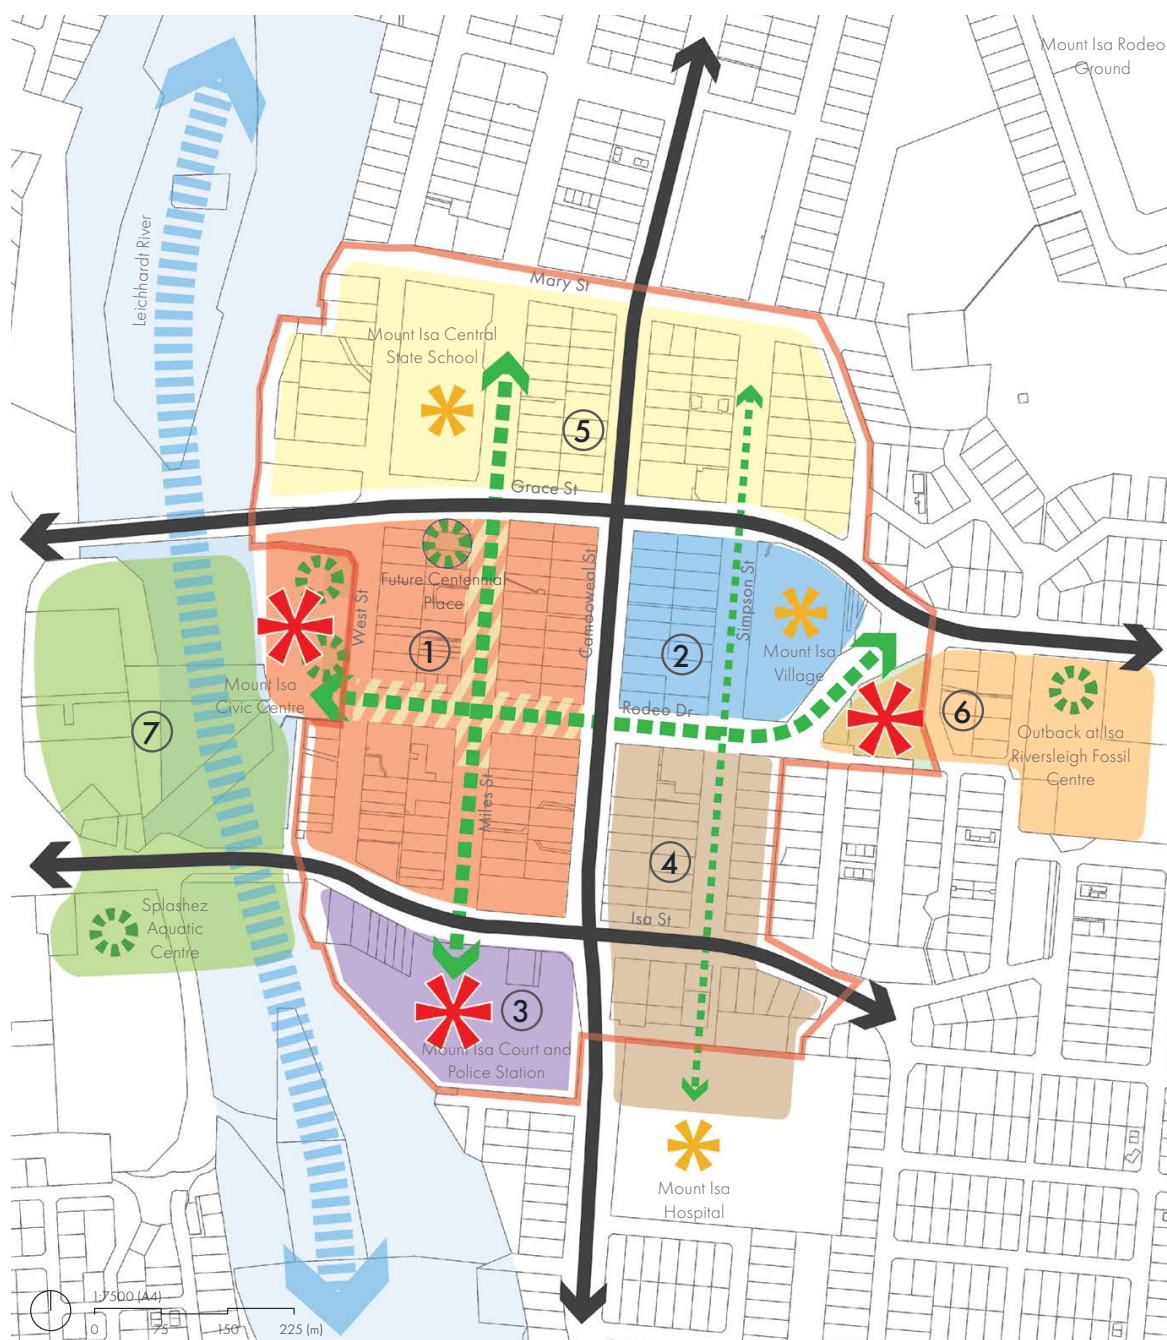 Mount Isa Rodeo
Ground
Leichhardt River
Mary St
Mount Isa Central
State School
5
Grace St
Future Centennial
Place
West St
Camooweal St
Simpson St
1
2
Mount Isa
Village
Mount Isa
Civic Centre
Rodeo Dr
6
7
Outback at Isa
Riversleigh Fossil
Centre
Miles St
4
Splashez
Aquatic
Centre
Isa St
3
Mount Isa Court and
Police Station
Mount Isa
Hospital
1:7500 (A4)
0 75 150 225 (m)